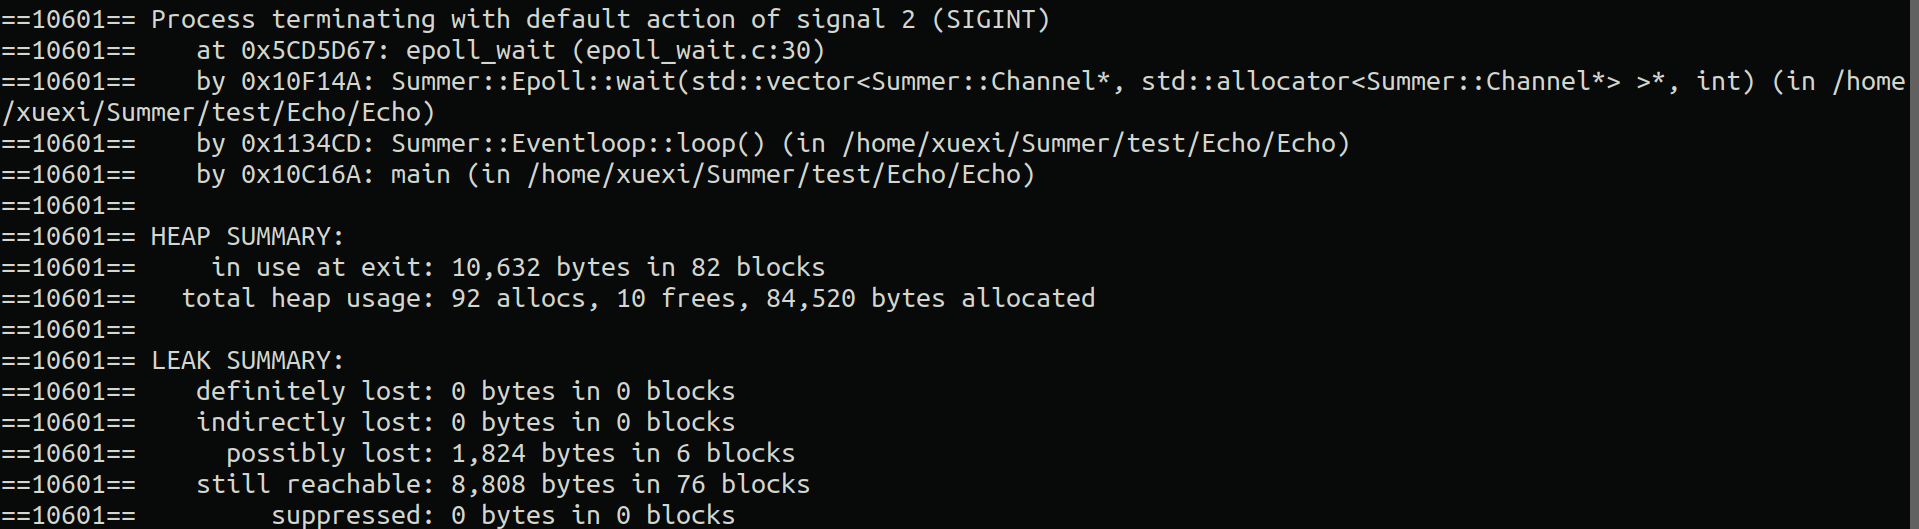 ==10601== Process terminating with default action of signal 2 (SIGINT)
==10601==    at 0x5CD5D67: epoll_wait (epoll_wait.c:30)
==10601==    by 0x10F14A: Summer::Epoll::wait(std::vector<Summer::Channel*, std::allocator<Summer::Channel*> >*, int) (in /home
/xuexi/Summer/test/Echo/Echo)
==10601==    by 0x1134CD: Summer::Eventloop::loop() (in /home/xuexi/Summer/test/Echo/Echo)
==10601==    by 0x10C16A: main (in /home/xuexi/Summer/test/Echo/Echo)
==10601==
==10601== HEAP SUMMARY:
==10601==     in use at exit: 10,632 bytes in 82 blocks
==10601==   total heap usage: 92 allocs, 10 frees, 84,520 bytes allocated
==10601==
==10601== LEAK SUMMARY:
==10601==    definitely lost: 0 bytes in 0 blocks
==10601==    indirectly lost: 0 bytes in 0 blocks
==10601==      possibly lost: 1,824 bytes in 6 blocks
==10601==    still reachable: 8,808 bytes in 76 blocks
==10601==         suppressed: 0 bytes in 0 blocks